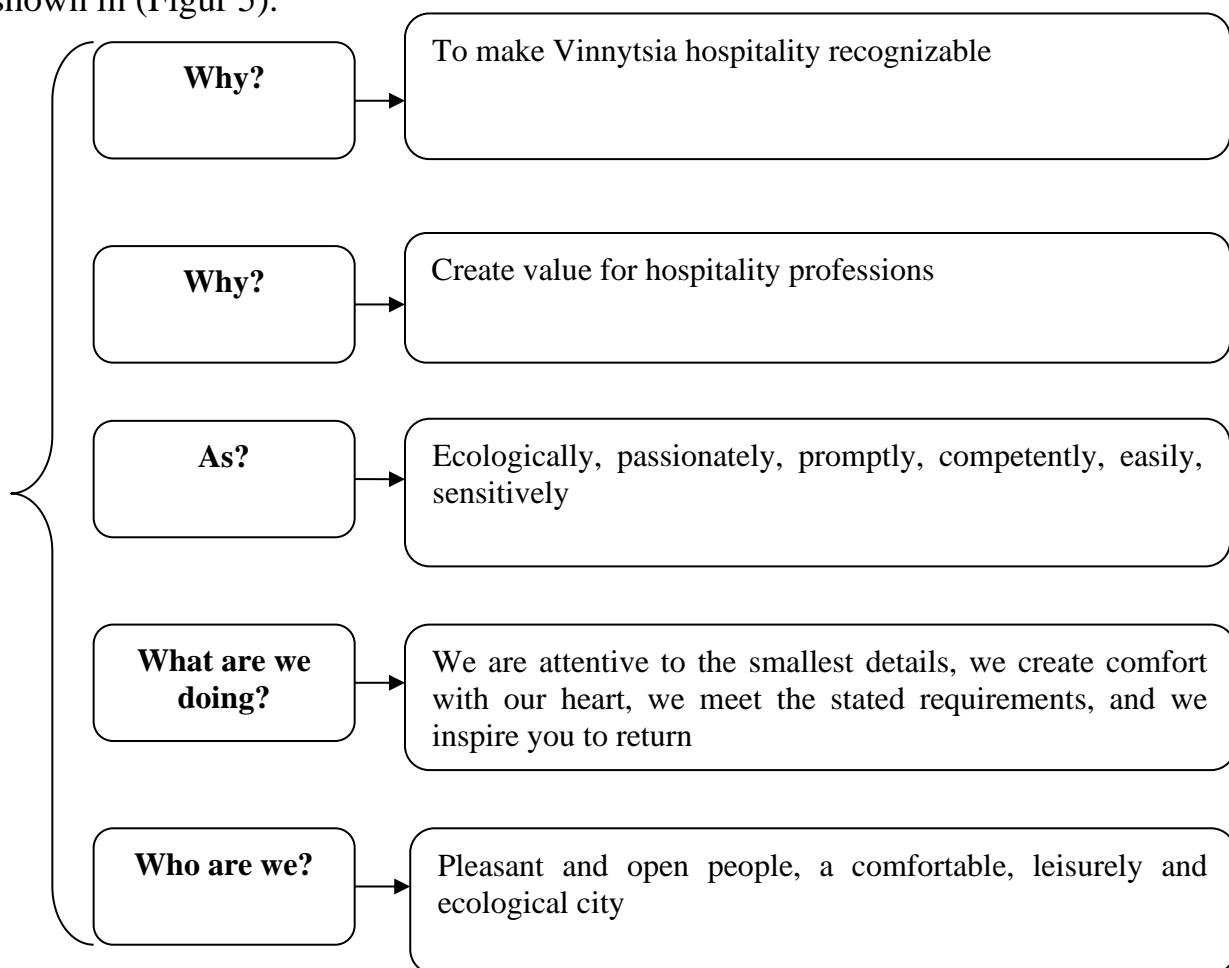 shown in (Figur 5).
Why?
To make Vinnytsia hospitality recognizable
Why?
Create value for hospitality professions
As?
Ecologically, passionately, promptly, competently, easily,
sensitively
What are we
doing?
We are attentive to the smallest details, we create comfort
with our heart, we meet the stated requirements, and we
inspire you to return
Who are we?
Pleasant and open people, a comfortable, leisurely and
ecological city